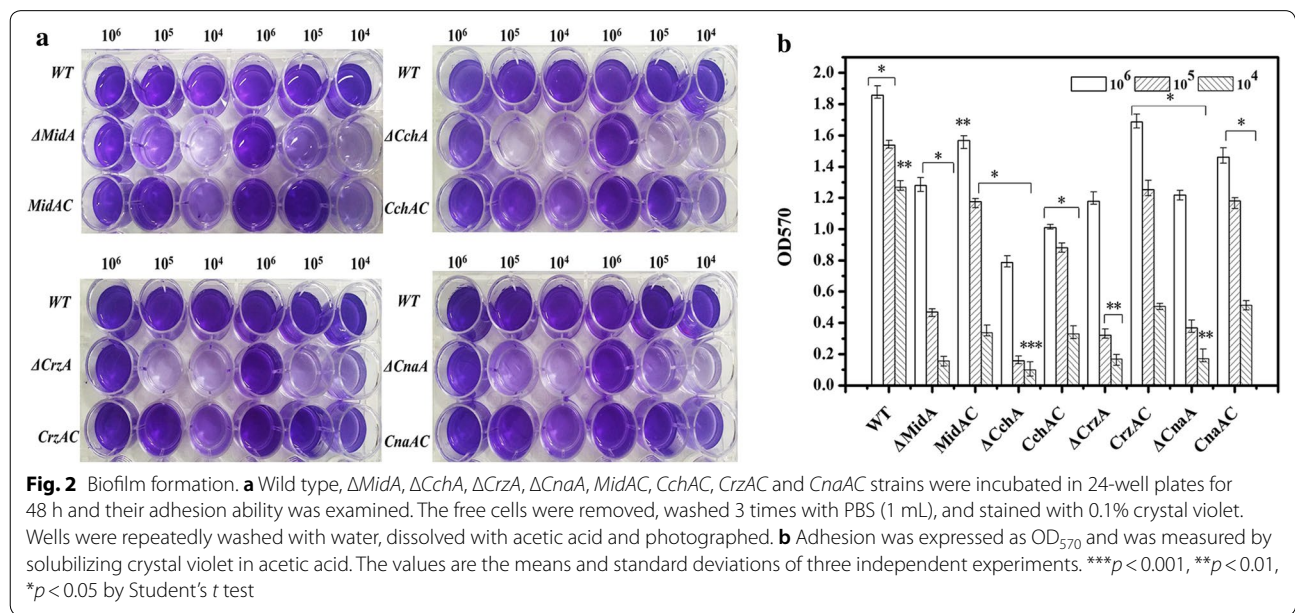 a
10⁶ 10⁵ 10⁴ 10⁶ 10⁵ 10⁴
WT
ΔMidA
MidAC
10⁶ 10⁵ 10⁴ 10⁶ 10⁵ 10⁴
WT
ΔCchA
CchAC
10⁶ 10⁵ 10⁴ 10⁶ 10⁵ 10⁴
WT
ΔCrzA
CrzAC
10⁶ 10⁵ 10⁴ 10⁶ 10⁵ 10⁴
WT
ΔCnaA
CnaAC
b
OD570
2.0
1.8
1.6
1.4
1.2
1.0
0.8
0.6
0.4
0.2
0.0
10⁶ 10⁵ 10⁴
* ** * ** * *** * ** * ** *
WT ΔMidA MidAC ΔCchA CchAC ΔCrzA CrzAC ΔCnaA CnaAC
Fig. 2 Biofilm formation. a Wild type, ΔMidA, ΔCchA, ΔCrzA, ΔCnaA, MidAC, CchAC, CrzAC and CnaAC strains were incubated in 24-well plates for
48 h and their adhesion ability was examined. The free cells were removed, washed 3 times with PBS (1 mL), and stained with 0.1% crystal violet.
Wells were repeatedly washed with water, dissolved with acetic acid and photographed. b Adhesion was expressed as OD₅₇₀ and was measured by
solubilizing crystal violet in acetic acid. The values are the means and standard deviations of three independent experiments. ***p < 0.001, **p < 0.01,
*p < 0.05 by Student's t test